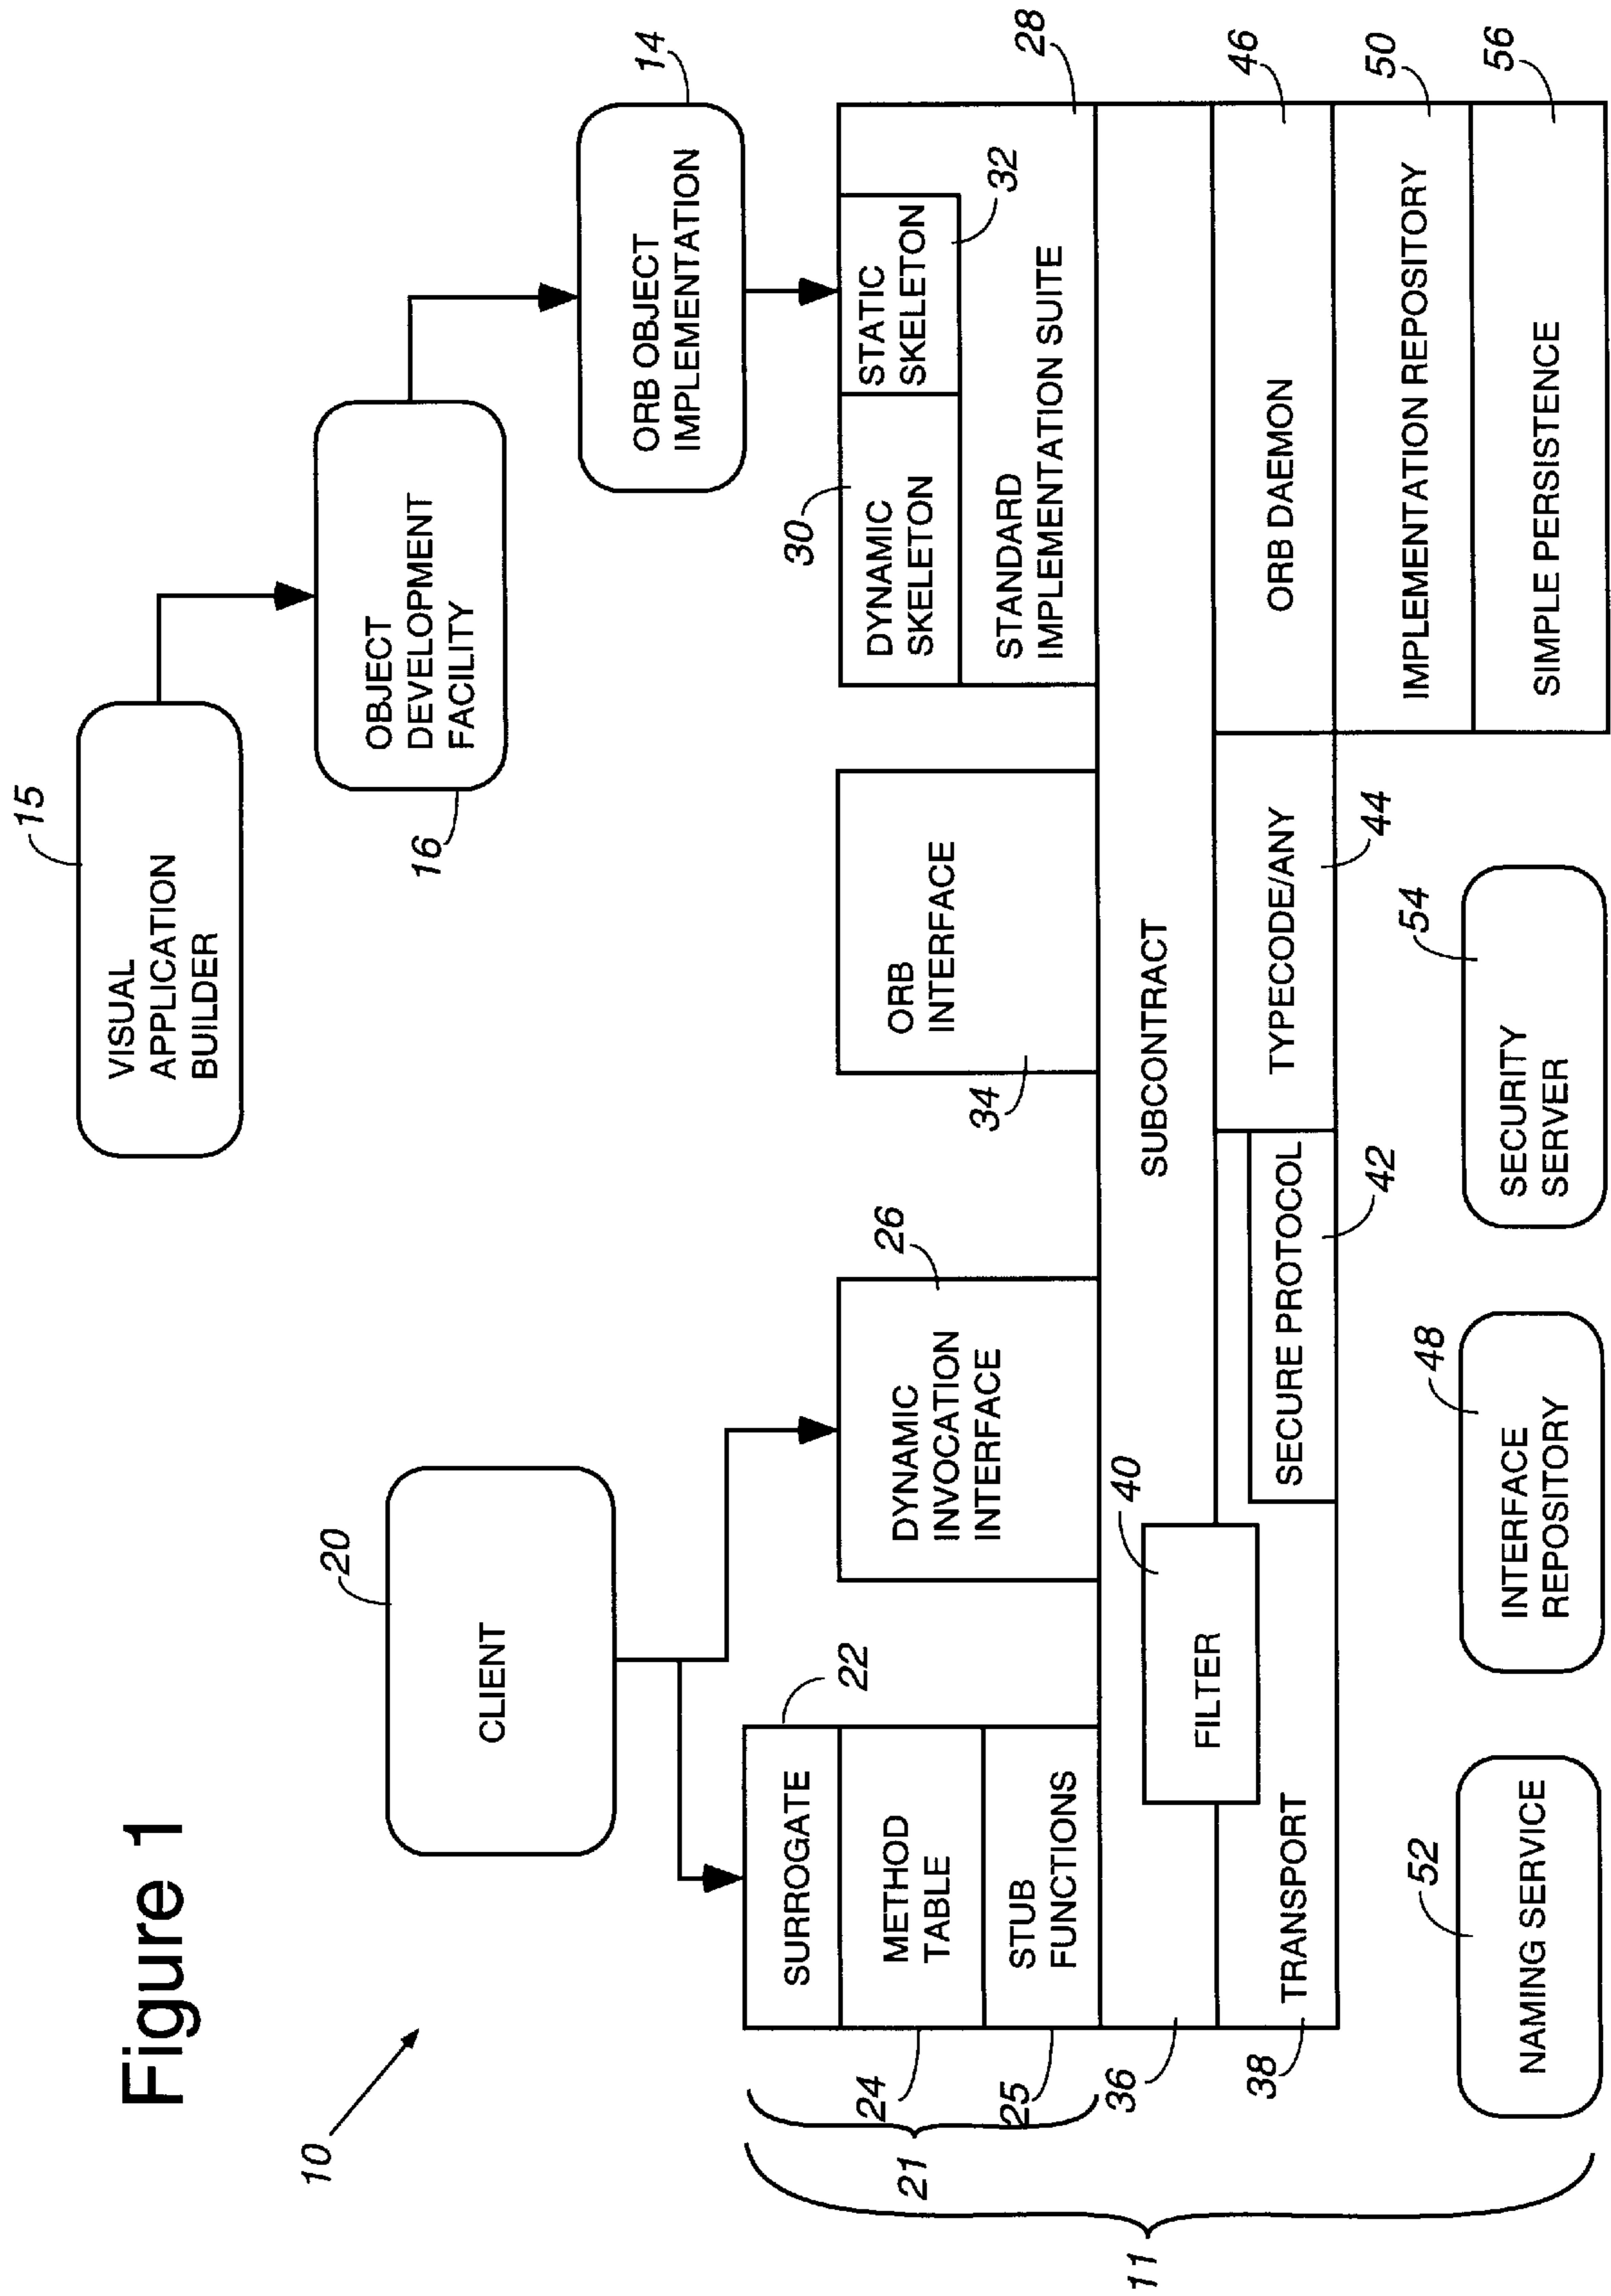 Figure 1
10
15
VISUAL
APPLICATION
BUILDER
16
OBJECT
DEVELOPMENT
FACILITY
14
ORB OBJECT
IMPLEMENTATION
20
CLIENT
22
SURROGATE
24
METHOD
TABLE
25
STUB
FUNCTIONS
21
11
26
DYNAMIC
INVOCATION
INTERFACE
34
ORB
INTERFACE
30
DYNAMIC
SKELETON
STATIC
SKELETON
32
STANDARD
IMPLEMENTATION SUITE
28
36
SUBCONTRACT
40
FILTER
38
TRANSPORT
SECURE PROTOCOL
42
TYPECODE/ANY
44
ORB DAEMON
46
IMPLEMENTATION REPOSITORY
50
SIMPLE PERSISTENCE
56
52
NAMING SERVICE
48
INTERFACE
REPOSITORY
54
SECURITY
SERVER